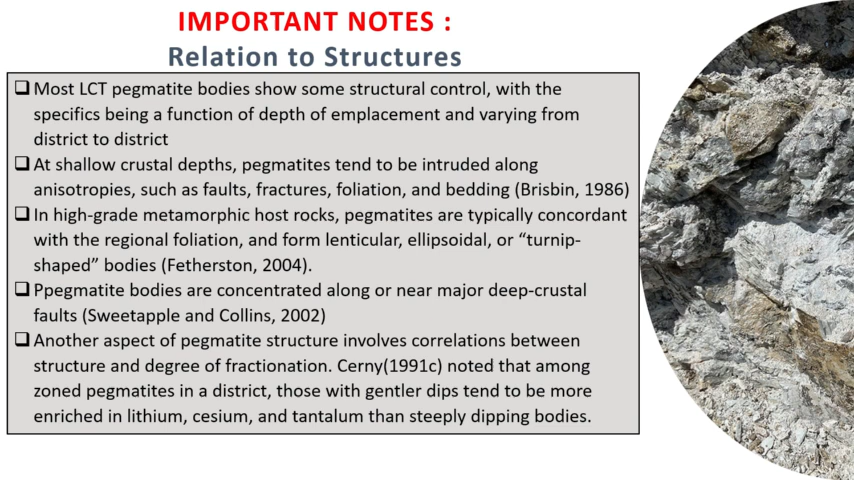 IMPORTANT NOTES :
Relation to Structures
❑ Most LCT pegmatite bodies show some structural control, with the
specifics being a function of depth of emplacement and varying from
district to district
❑ At shallow crustal depths, pegmatites tend to be intruded along
anisotropies, such as faults, fractures, foliation, and bedding (Brisbin, 1986)
❑ In high-grade metamorphic host rocks, pegmatites are typically concordant
with the regional foliation, and form lenticular, ellipsoidal, or “turnip-
shaped” bodies (Fetherston, 2004).
❑ Ppegmatite bodies are concentrated along or near major deep-crustal
faults (Sweetapple and Collins, 2002)
❑ Another aspect of pegmatite structure involves correlations between
structure and degree of fractionation. Cerny(1991c) noted that among
zoned pegmatites in a district, those with gentler dips tend to be more
enriched in lithium, cesium, and tantalum than steeply dipping bodies.